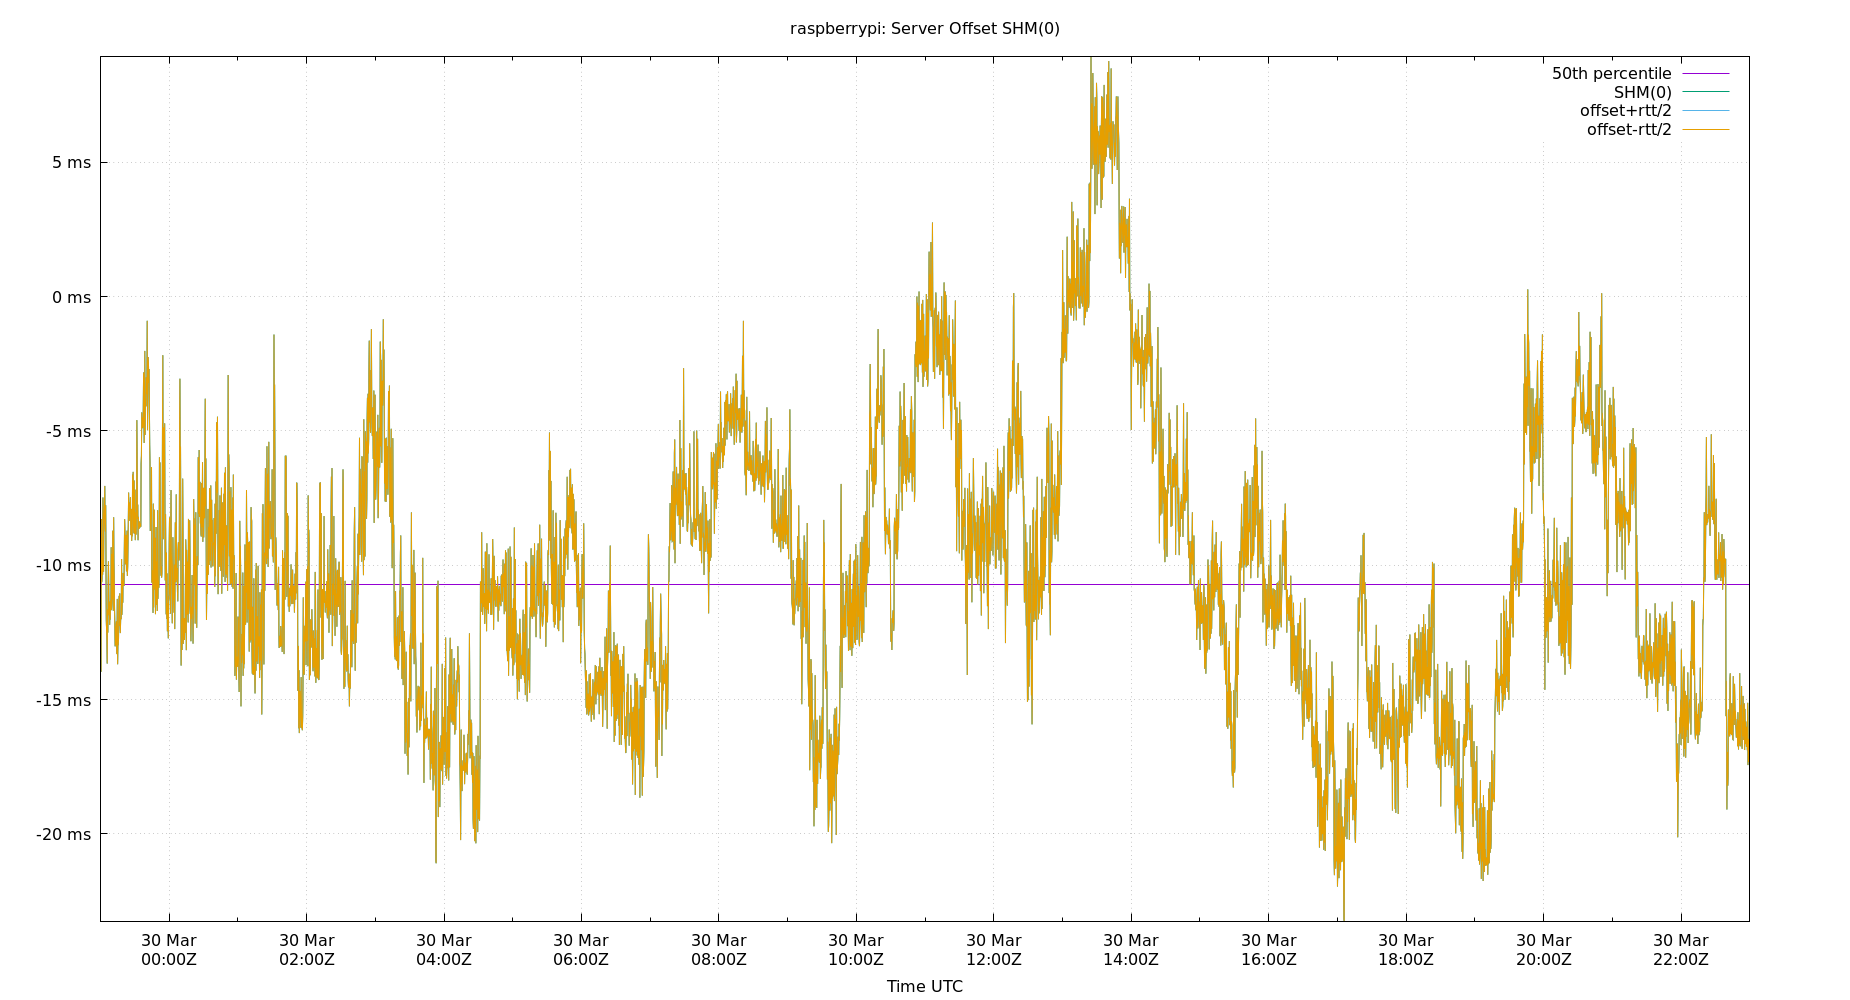 raspberrypi: Server Offset SHM(0)
50th percentile
SHM(0)
offset+rtt/2
offset-rtt/2
5 ms
0 ms
-5 ms
-10 ms
-15 ms
-20 ms
30 Mar 30 Mar 30 Mar 30 Mar 30 Mar 30 Mar 30 Mar 30 Mar 30 Mar 30 Mar 30 Mar 30 Mar
00:00Z 02:00Z 04:00Z 06:00Z 08:00Z 10:00Z 12:00Z 14:00Z 16:00Z 18:00Z 20:00Z 22:00Z
Time UTC